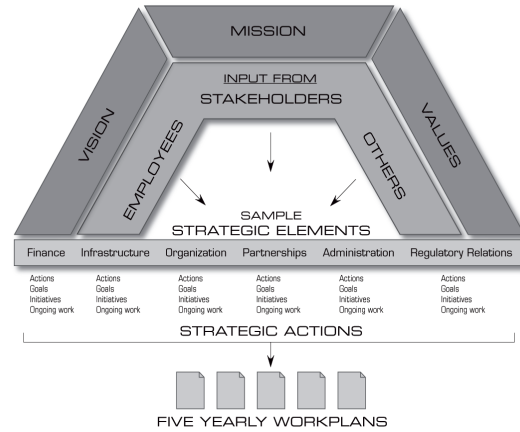 MISSION
VISION
VALUES
INPUT FROM
STAKEHOLDERS
EMPLOYEES
OTHERS
SAMPLE
STRATEGIC ELEMENTS
Finance Infrastructure Organization Partnerships Administration Regulatory Relations
Actions Actions Actions Actions Actions Actions
Goals Goals Goals Goals Goals Goals
Initiatives Initiatives Initiatives Initiatives Initiatives Initiatives
Ongoing work Ongoing work Ongoing work Ongoing work Ongoing work Ongoing work
STRATEGIC ACTIONS
FIVE YEARLY WORKPLANS